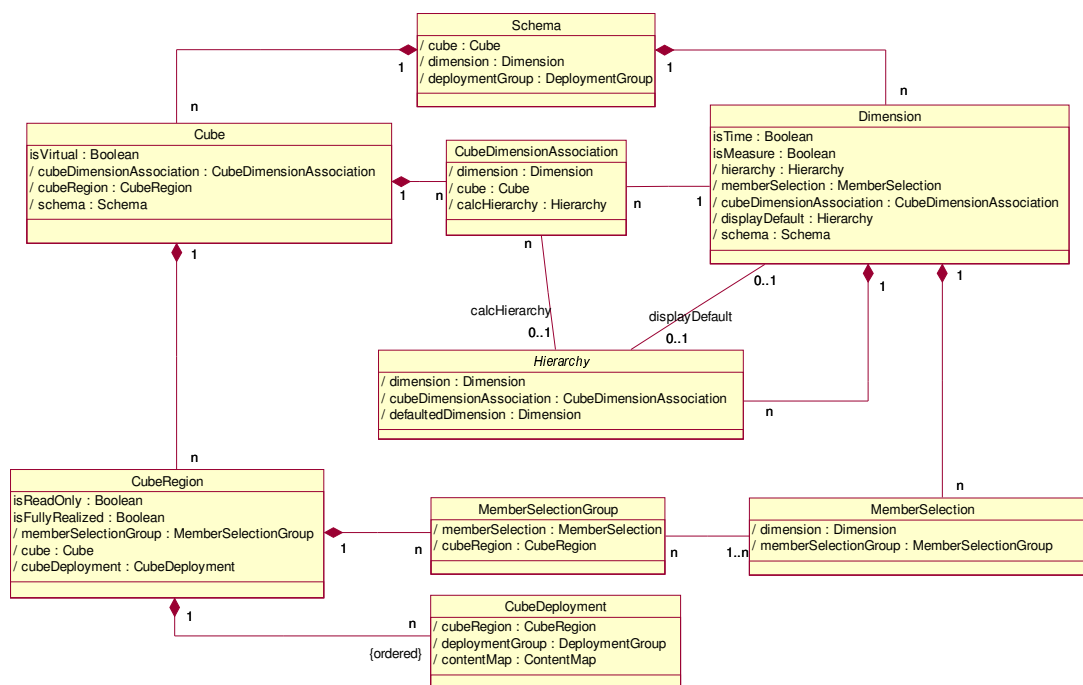 Schema
/ cube : Cube
/ dimension : Dimension
/ deploymentGroup : DeploymentGroup
1
1
n
n
Cube
isVirtual : Boolean
/ cubeDimensionAssociation : CubeDimensionAssociation
/ cubeRegion : CubeRegion
/ schema : Schema
1
n
1
CubeDimensionAssociation
/ dimension : Dimension
/ cube : Cube
/ calcHierarchy : Hierarchy
n
1
n
Dimension
isTime : Boolean
isMeasure : Boolean
/ hierarchy : Hierarchy
/ memberSelection : MemberSelection
/ cubeDimensionAssociation : CubeDimensionAssociation
/ displayDefault : Hierarchy
/ schema : Schema
0..1
1
1
calcHierarchy
0..1
displayDefault
0..1
Hierarchy
/ dimension : Dimension
/ cubeDimensionAssociation : CubeDimensionAssociation
/ defaultedDimension : Dimension
n
n
n
CubeRegion
isReadOnly : Boolean
isFullyRealized : Boolean
/ memberSelectionGroup : MemberSelectionGroup
/ cube : Cube
/ cubeDeployment : CubeDeployment
1
n
1
n
{ordered}
MemberSelectionGroup
/ memberSelection : MemberSelection
/ cubeRegion : CubeRegion
n
1..n
MemberSelection
/ dimension : Dimension
/ memberSelectionGroup : MemberSelectionGroup
CubeDeployment
/ cubeRegion : CubeRegion
/ deploymentGroup : DeploymentGroup
/ contentMap : ContentMap